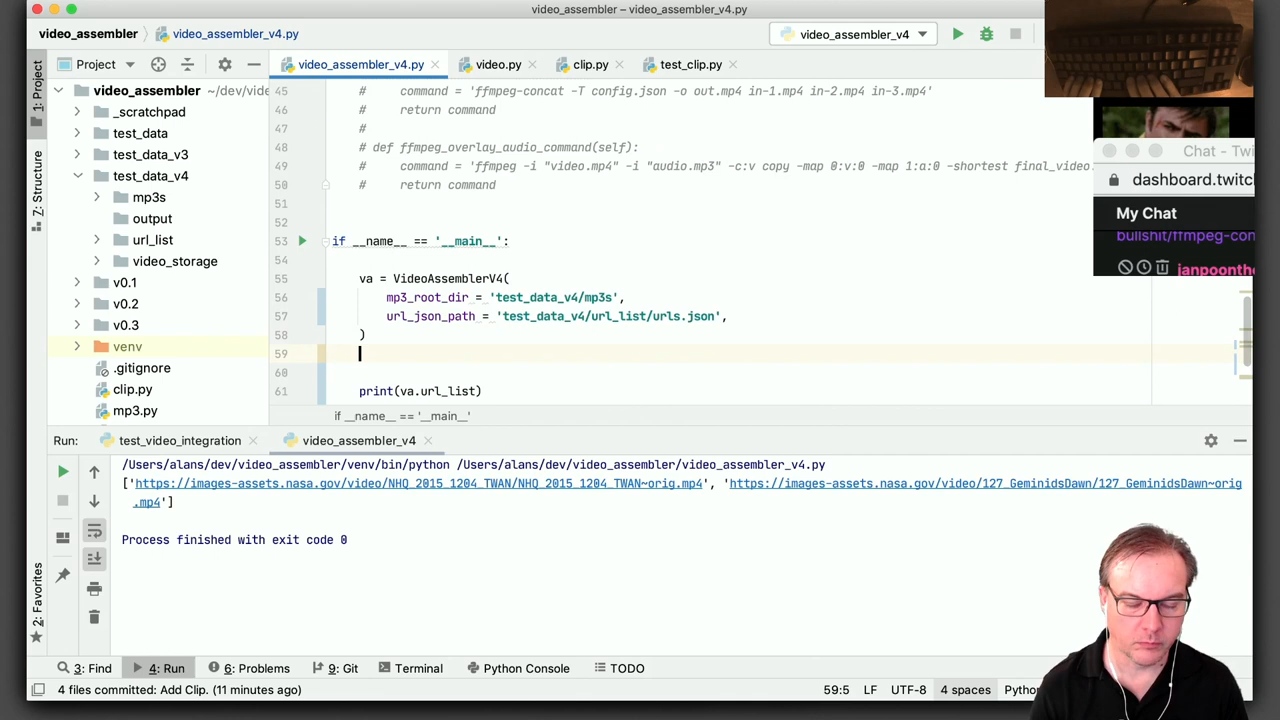 video_assembler – video_assembler_v4.py
video_assembler
video_assembler_v4.py
video_assembler_v4
Project
video_assembler_v4.py
video.py
clip.py
test_clip.py
1: Project
Z: Structure
2: Favorites
video_assembler ~/dev/vide
_scratchpad
test_data
test_data_v3
test_data_v4
mp3s
output
url_list
video_storage
v0.1
v0.2
v0.3
venv
.gitignore
clip.py
mp3.py
45 # command = 'ffmpeg-concat -T config.json -o out.mp4 in-1.mp4 in-2.mp4 in-3.mp4'
46 # return command
47 #
48 # def ffmpeg_overlay_audio_command(self):
49 # command = 'ffmpeg -i "video.mp4" -i "audio.mp3" -c:v copy -map 0:v:0 -map 1:a:0 -shortest final_video.
50 # return command
51
52
53 if __name__ == '__main__':
54
55 va = VideoAssemblerV4(
56 mp3_root_dir = 'test_data_v4/mp3s',
57 url_json_path = 'test_data_v4/url_list/urls.json',
58 )
59
60
61 print(va.url_list)
if __name__ == '__main__'
Chat - Twi
dashboard.twitch
My Chat
bullshit/ffmpeg-con
janpoonthe
Run:
test_video_integration
video_assembler_v4
/Users/alans/dev/video_assembler/venv/bin/python /Users/alans/dev/video_assembler/video_assembler_v4.py
['https://images-assets.nasa.gov/video/NHQ_2015_1204_TWAN/NHQ_2015_1204_TWAN~orig.mp4', 'https://images-assets.nasa.gov/video/127_GeminidsDawn/127_GeminidsDawn~orig
.mp4']
Process finished with exit code 0
3: Find
4: Run
6: Problems
9: Git
Terminal
Python Console
TODO
4 files committed: Add Clip. (11 minutes ago)
59:5
LF
UTF-8
4 spaces
Pytho